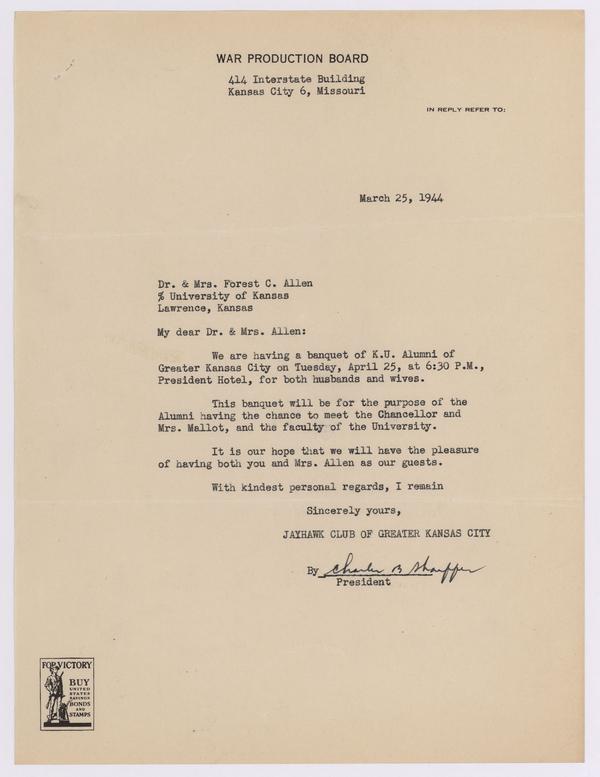 WAR PRODUCTION BOARD
414 Interstate Building
Kansas City 6, Missouri
IN REPLY REFER TO:
March 25, 1944
Dr. & Mrs. Forest C. Allen
% University of Kansas
Lawrence, Kansas
My dear Dr. & Mrs. Allen:
We are having a banquet of K.U. Alumni of
Greater Kansas City on Tuesday, April 25, at 6:30 P.M.,
President Hotel, for both husbands and wives.
This banquet will be for the purpose of the
Alumni having the chance to meet the Chancellor and
Mrs. Mallot, and the faculty of the University.
It is our hope that we will have the pleasure
of having both you and Mrs. Allen as our guests.
With kindest personal regards, I remain
Sincerely yours,
JAYHAWK CLUB OF GREATER KANSAS CITY
By Charles B Shaeffer
President
FOR VICTORY
BUY
UNITED
STATES
SAVINGS
BONDS
AND
STAMPS